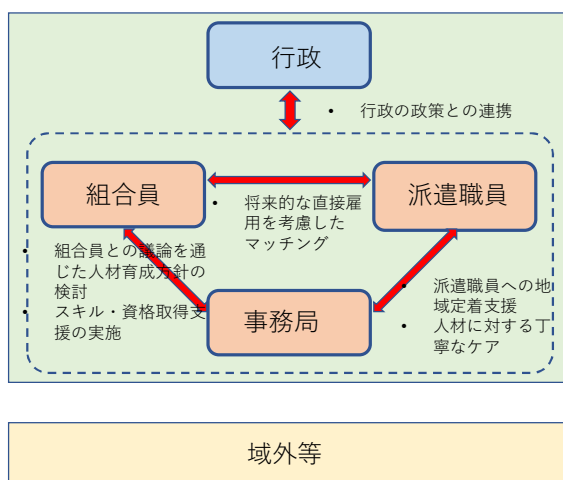 行政
• 行政の政策との連携
組合員
派遣職員
• 将来的な直接雇
用を考慮した
マッチング
• 組合員との議論を通
じた人材育成方針の
検討
• スキル・資格取得支
援の実施
事務局
• 派遣職員への地
域定着支援
• 人材に対する丁
寧なケア
域外等